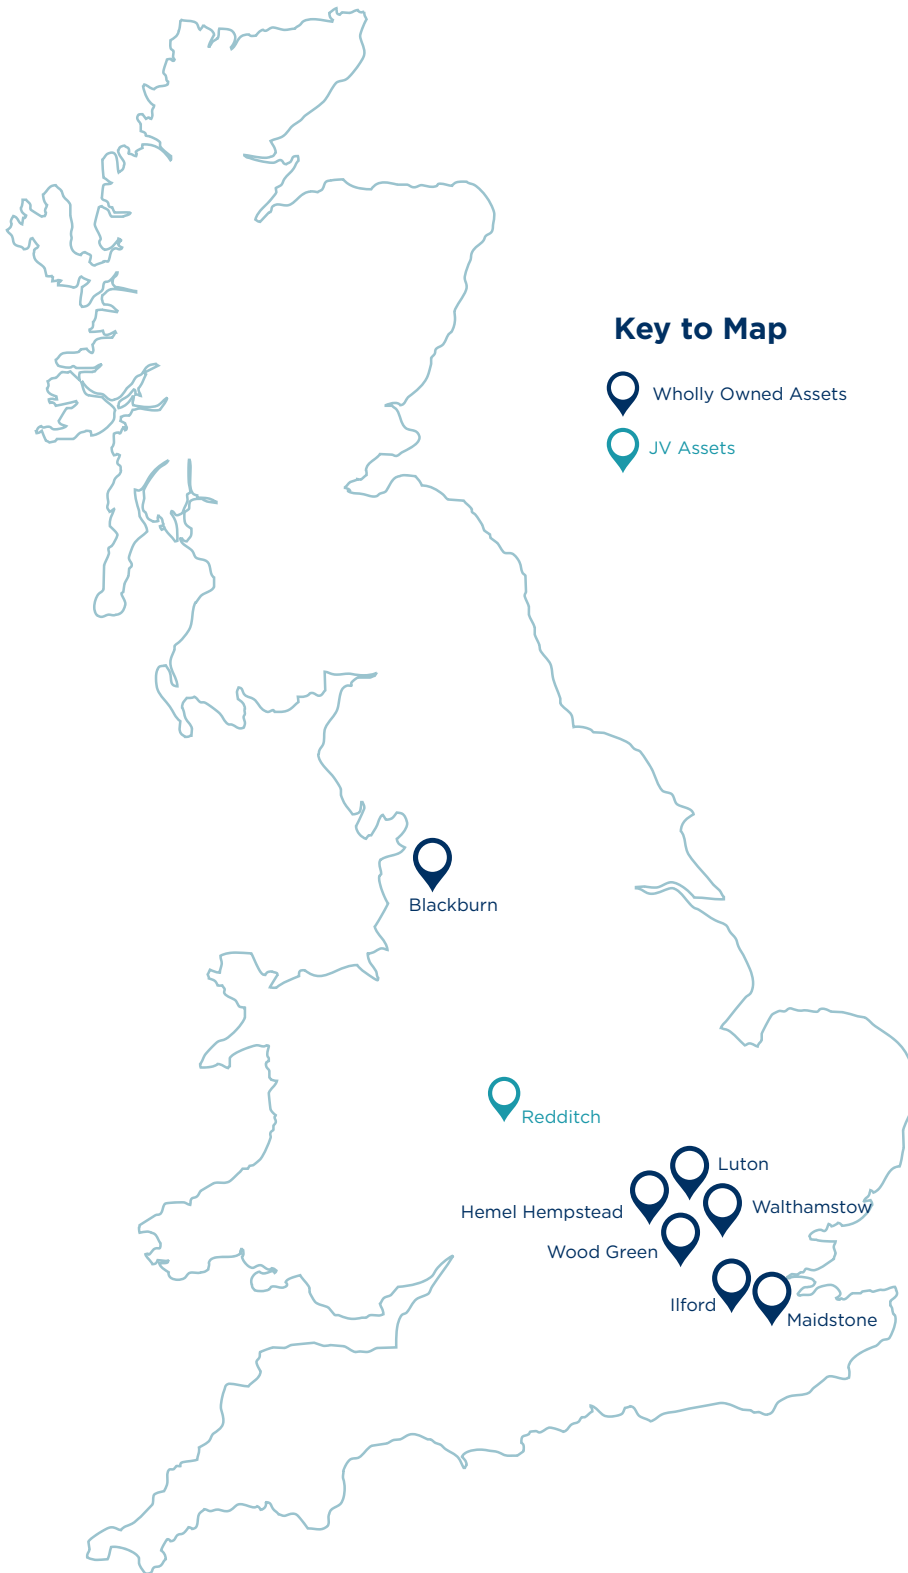 Key to Map
Wholly Owned Assets
JV Assets
Blackburn
Redditch
Luton
Hemel Hempstead
Walthamstow
Wood Green
Ilford
Maidstone